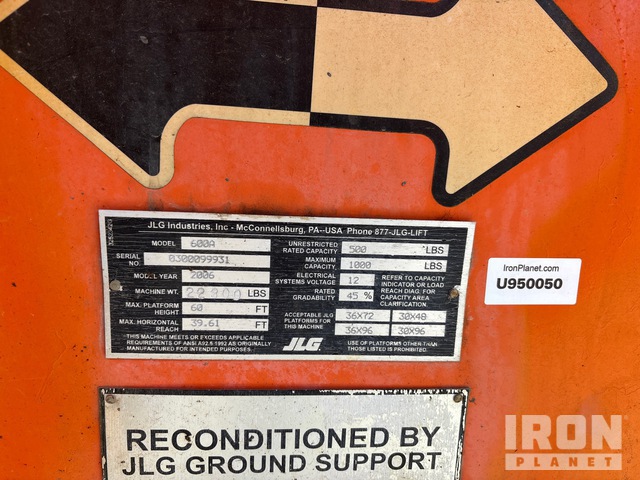 JLG Industries, Inc - McConnellsburg, PA--USA Phone 877-JLG-LIFT
MODEL 600A
SERIAL NO. 0300099931
MODEL YEAR 2006
MACHINE WT. LBS
MAX. PLATFORM HEIGHT 60 FT
MAX. HORIZONTAL REACH 39.61 FT
THIS MACHINE MEETS OR EXCEEDS APPLICABLE
REQUIREMENTS OF ANSI A92.5 1992 AS ORIGINALLY
MANUFACTURED FOR INTENDED PURPOSES.
UNRESTRICTED RATED CAPACITY 500 LBS
MAXIMUM CAPACITY 1000 LBS
ELECTRICAL SYSTEMS VOLTAGE 12
RATED GRADABILITY 45 %
REFER TO CAPACITY
INDICATOR OR LOAD
REACH DIAG. FOR
CAPACITY AREA
CLARIFICATION.
ACCEPTABLE JLG
PLATFORMS FOR
THIS MACHINE
36X72 30X48
36X96 30X96
JLG
USE OF PLATFORMS OTHER THAN
THOSE LISTED IS PROHIBITED.
IronPlanet.com
U950050
RECONDITIONED BY
JLG GROUND SUPPORT
IRON
PLANET